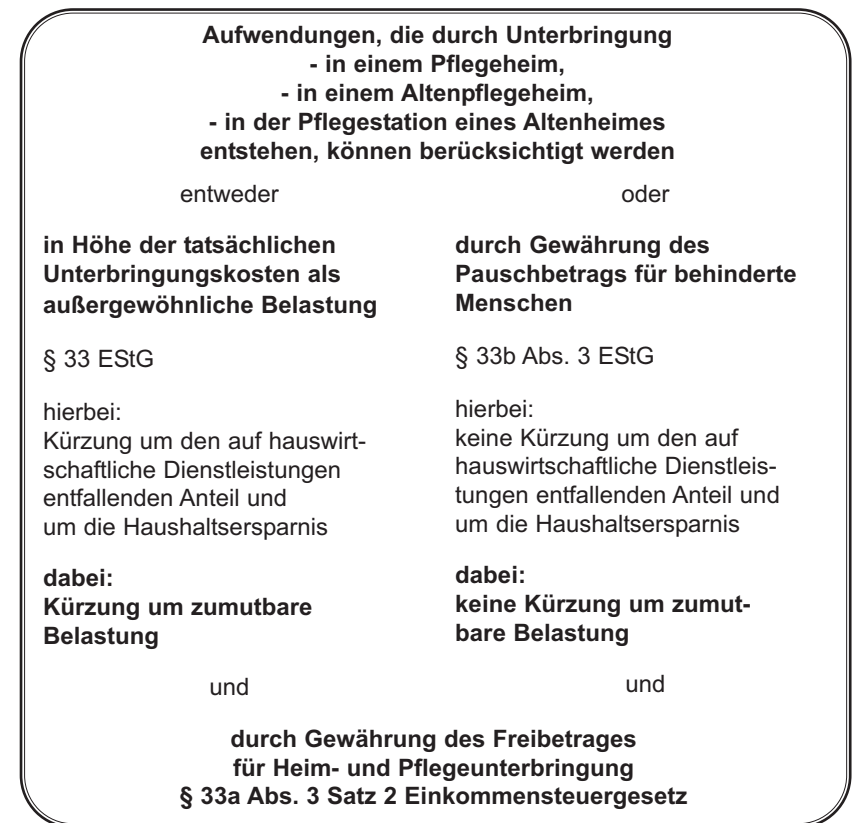 Aufwendungen, die durch Unterbringung
- in einem Pflegeheim,
- in einem Altenpflegeheim,
- in der Pflegestation eines Altenheimes
entstehen, können berücksichtigt werden
entweder
in Höhe der tatsächlichen
Unterbringungskosten als
außergewöhnliche Belastung
§ 33 EStG
hierbei:
Kürzung um den auf hauswirt-
schaftliche Dienstleistungen
entfallenden Anteil und
um die Haushaltsersparnis
dabei:
Kürzung um zumutbare
Belastung
und
oder
durch Gewährung des
Pauschbetrags für behinderte
Menschen
§ 33b Abs. 3 EStG
hierbei:
keine Kürzung um den auf
hauswirtschaftliche Dienstleis-
tungen entfallenden Anteil und
um die Haushaltsersparnis
dabei:
keine Kürzung um zumut-
bare Belastung
und
durch Gewährung des Freibetrages
für Heim- und Pflegeunterbringung
§ 33a Abs. 3 Satz 2 Einkommensteuergesetz